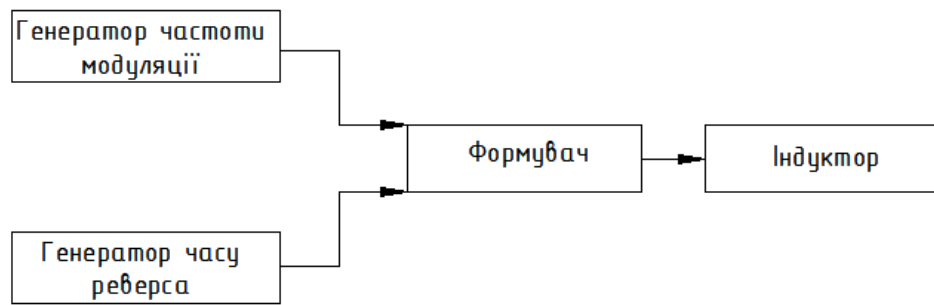 Генератор частоти
модуляції
Формувач
Індуктор
Генератор часу
реверса